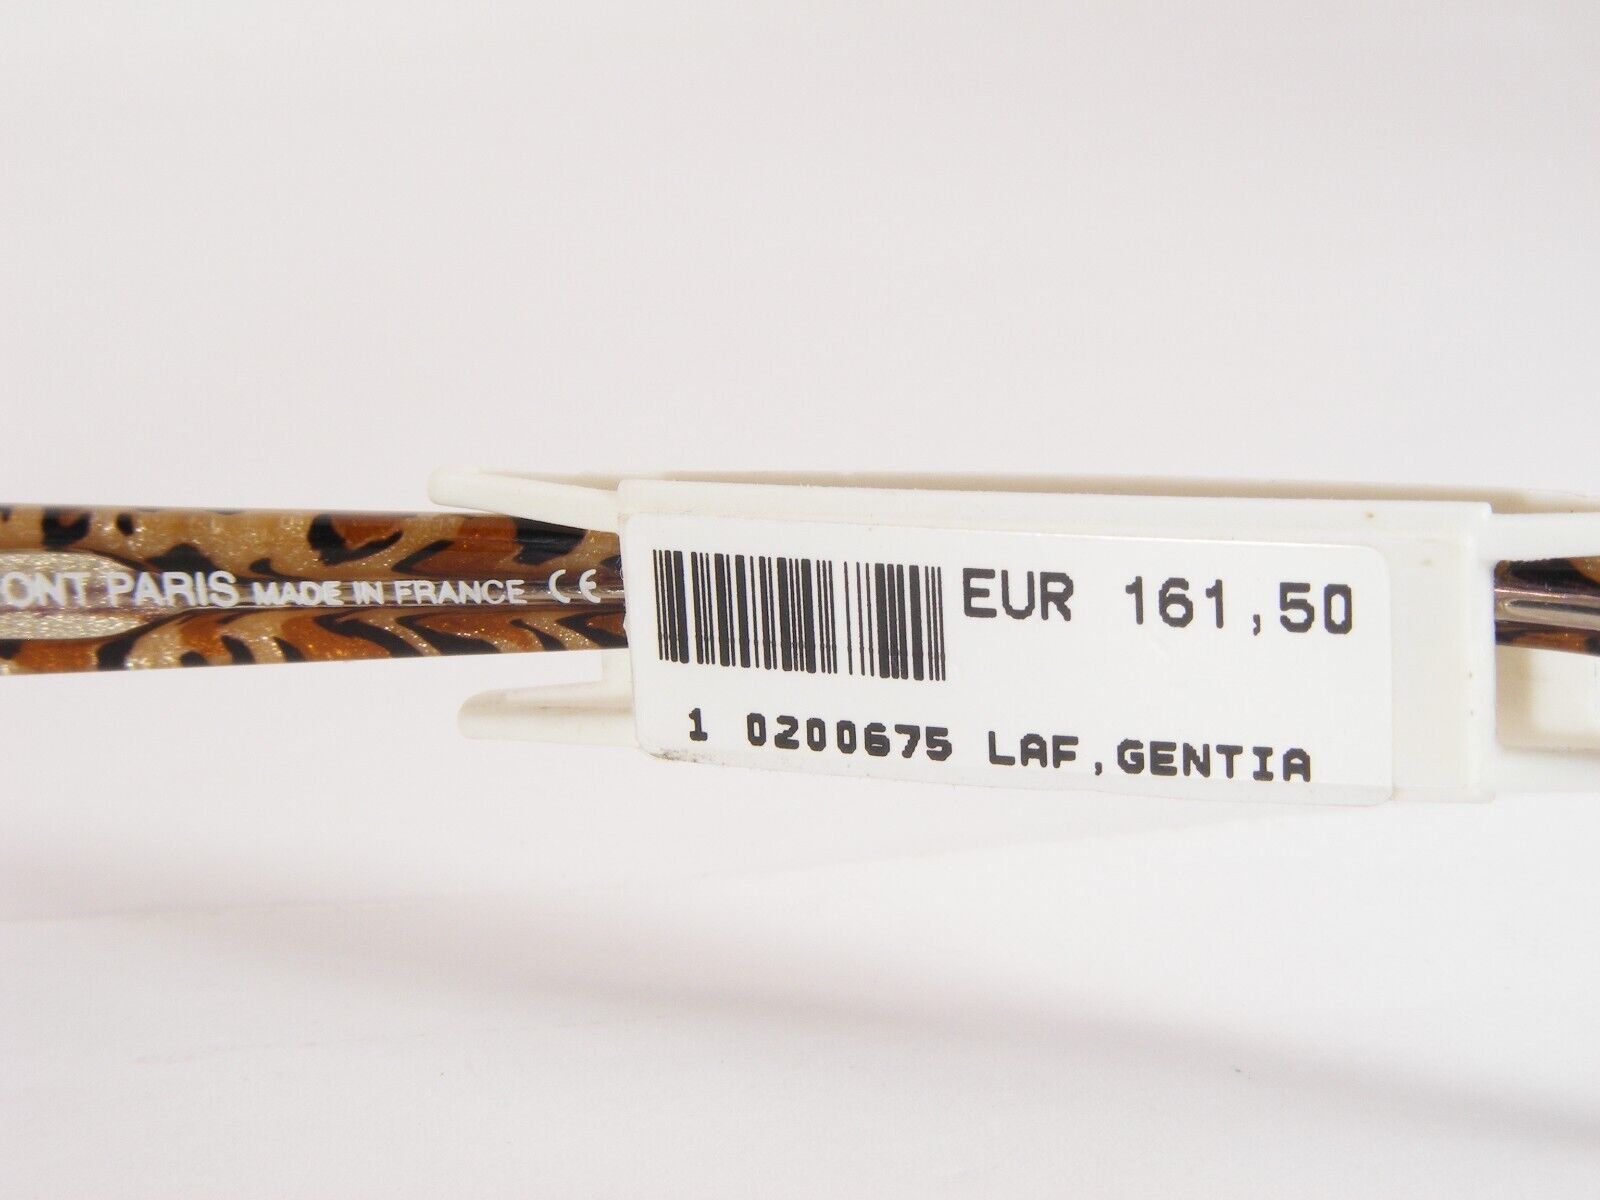 ONT PARIS MADE IN FRANCE CE
EUR 161,50
1 0200675 LAF,GENTIA